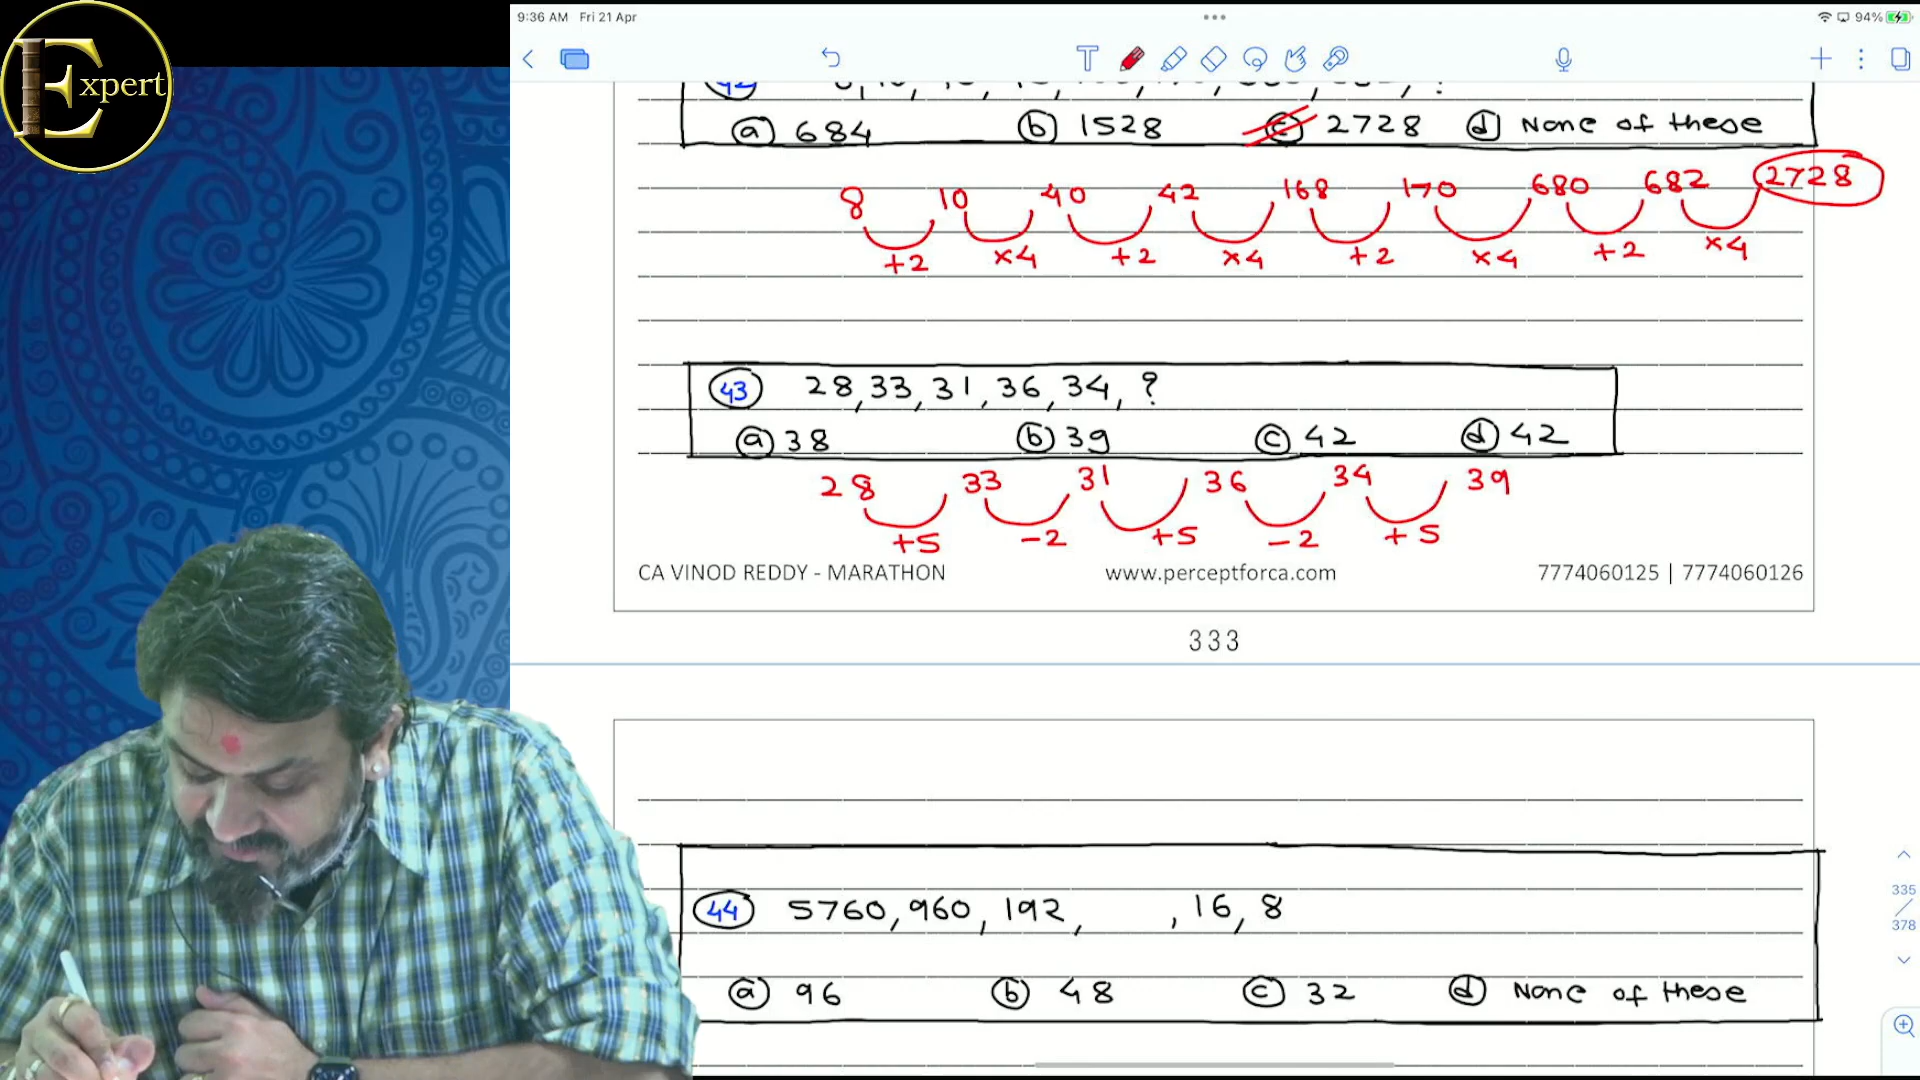 Expert
9:36 AM Fri 21 Apr
94%
T
ⓐ 684 ⓑ 1528 ⓒ 2728 ⓓ None of these
8 10 40 42 168 170 680 682 2728
+2 ×4 +2 ×4 +2 ×4 +2 ×4
43 28, 33, 31, 36, 34, ?
ⓐ 38 ⓑ 39 ⓒ 42 ⓓ 42
28 33 31 36 34 39
+5 -2 +5 -2 +5
CA VINOD REDDY - MARATHON www.perceptforca.com 7774060125 | 7774060126
333
44 5760, 960, 192, , 16, 8
ⓐ 96 ⓑ 48 ⓒ 32 ⓓ None of these
335
378